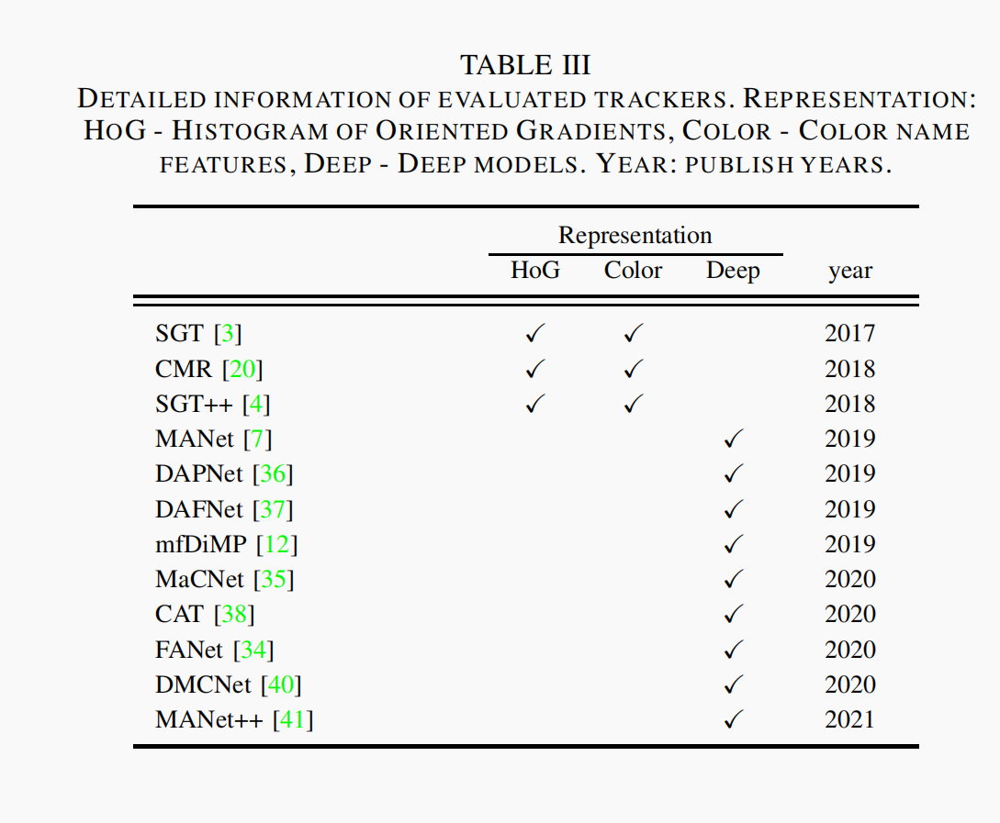 TABLE III
DETAILED INFORMATION OF EVALUATED TRACKERS. REPRESENTATION:
HOG - HISTOGRAM OF ORIENTED GRADIENTS, COLOR - COLOR NAME
FEATURES, DEEP - DEEP MODELS. YEAR: PUBLISH YEARS.
Representation
HoG Color Deep year
SGT [3] ✓ ✓ 2017
CMR [20] ✓ ✓ 2018
SGT++ [4] ✓ ✓ 2018
MANet [7] ✓ 2019
DAPNet [36] ✓ 2019
DAFNet [37] ✓ 2019
mfDiMP [12] ✓ 2019
MaCNet [35] ✓ 2020
CAT [38] ✓ 2020
FANet [34] ✓ 2020
DMCNet [40] ✓ 2020
MANet++ [41] ✓ 2021